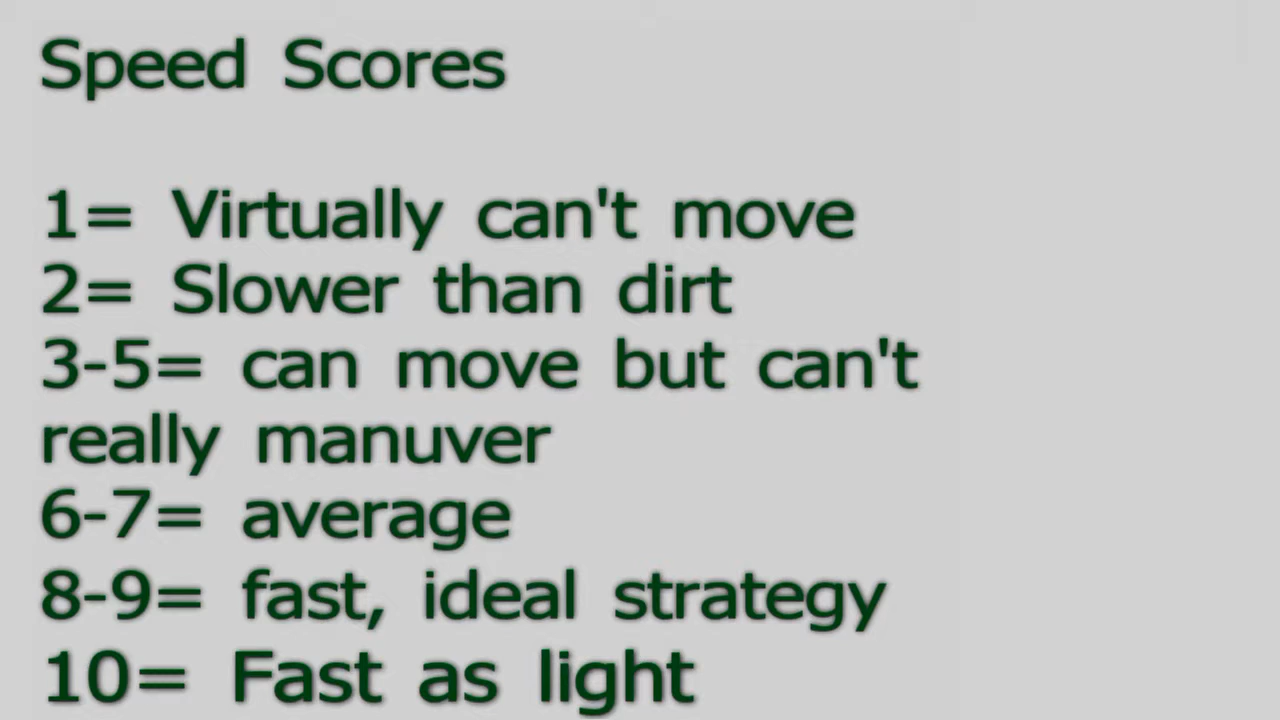 Speed Scores
1= Virtually can't move
2= Slower than dirt
3-5= can move but can't
really manuver
6-7= average
8-9= fast, ideal strategy
10= Fast as light